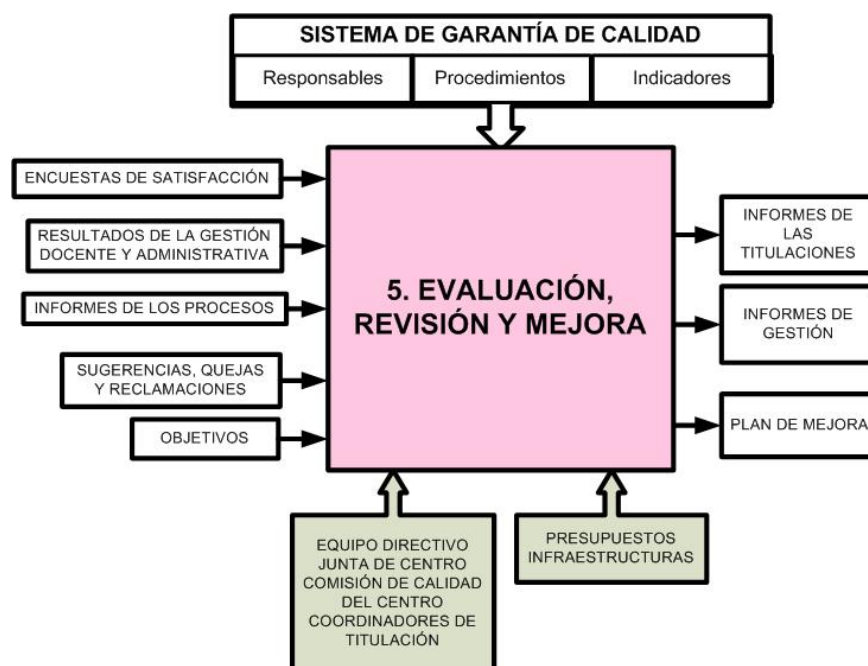 SISTEMA DE GARANTÍA DE CALIDAD
Responsables
Procedimientos
Indicadores
ENCUESTAS DE SATISFACCIÓN
RESULTADOS DE LA GESTIÓN
DOCENTE Y ADMINISTRATIVA
INFORMES DE LOS PROCESOS
SUGERENCIAS, QUEJAS
Y RECLAMACIONES
OBJETIVOS
5. EVALUACIÓN,
REVISIÓN Y MEJORA
INFORMES DE
LAS
TITULACIONES
INFORMES DE
GESTIÓN
PLAN DE MEJORA
EQUIPO DIRECTIVO
JUNTA DE CENTRO
COMISIÓN DE CALIDAD
DEL CENTRO
COORDINADORES DE
TITULACIÓN
PRESUPUESTOS
INFRAESTRUCTURAS